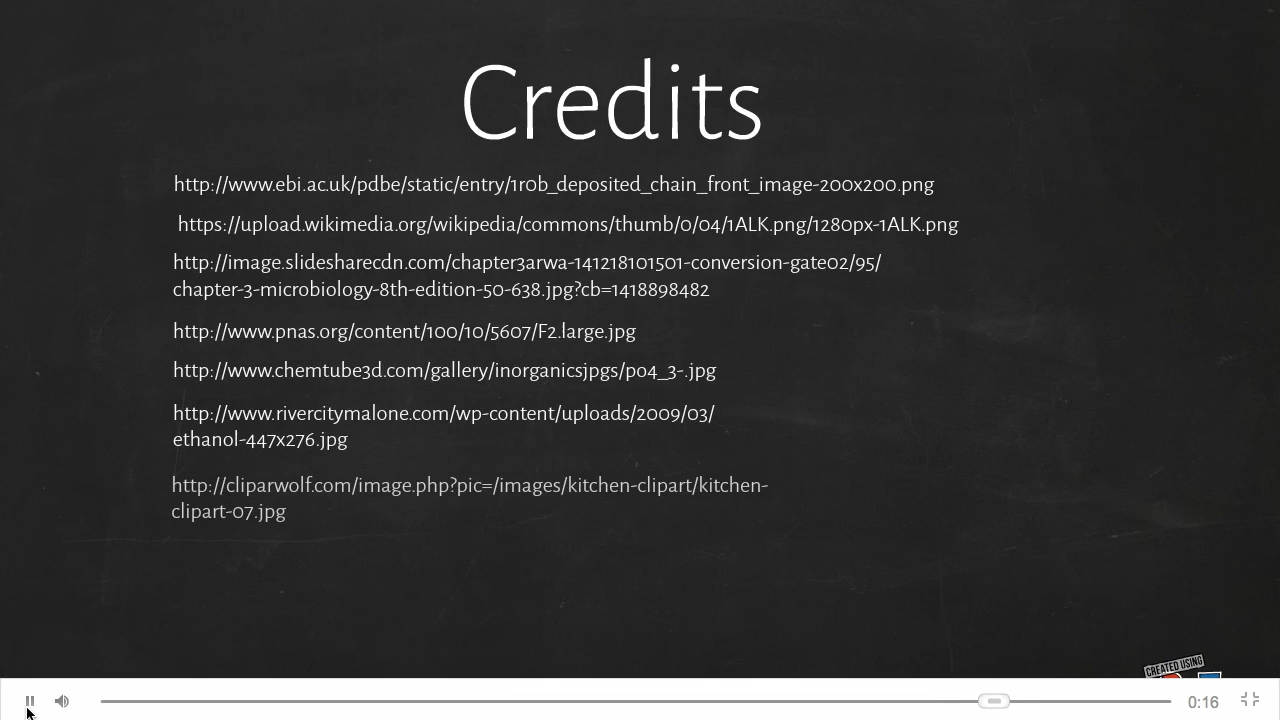 Credits
http://www.ebi.ac.uk/pdbe/static/entry/1r0b_deposited_chain_front_image-200x200.png
https://upload.wikimedia.org/wikipedia/commons/thumb/0/04/1ALK.png/1280px-1ALK.png
http://image.slidesharecdn.com/chapter3arwa-141218101501-conversion-gate02/95/
chapter-3-microbiology-8th-edition-50-638.jpg?cb=1418898482
http://www.pnas.org/content/100/10/5607/F2.large.jpg
http://www.chemtube3d.com/gallery/inorganicsjpgs/po4_3-.jpg
http://www.rivercitymalone.com/wp-content/uploads/2009/03/
ethanol-447x276.jpg
http://cliparwolf.com/image.php?pic=/images/kitchen-clipart/kitchen-
clipart-07.jpg
CREATED USING
0:16